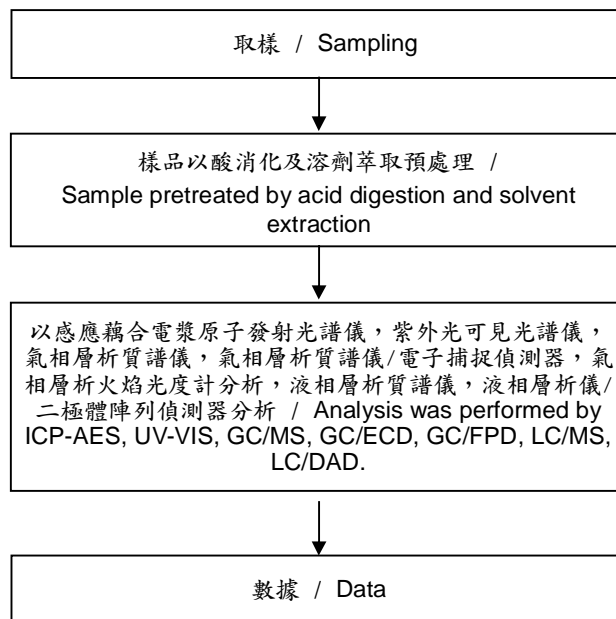 取樣 / Sampling
樣品以酸消化及溶劑萃取預處理 /
Sample pretreated by acid digestion and solvent
extraction
以感應藕合電漿原子發射光譜儀，紫外光可見光譜儀，
氣相層析質譜儀，氣相層析質譜儀/電子捕捉偵測器，氣
相層析火焰光度計分析，液相層析質譜儀，液相層析儀/
二極體陣列偵測器分析 / Analysis was performed by
ICP-AES, UV-VIS, GC/MS, GC/ECD, GC/FPD, LC/MS,
LC/DAD.
數據 / Data